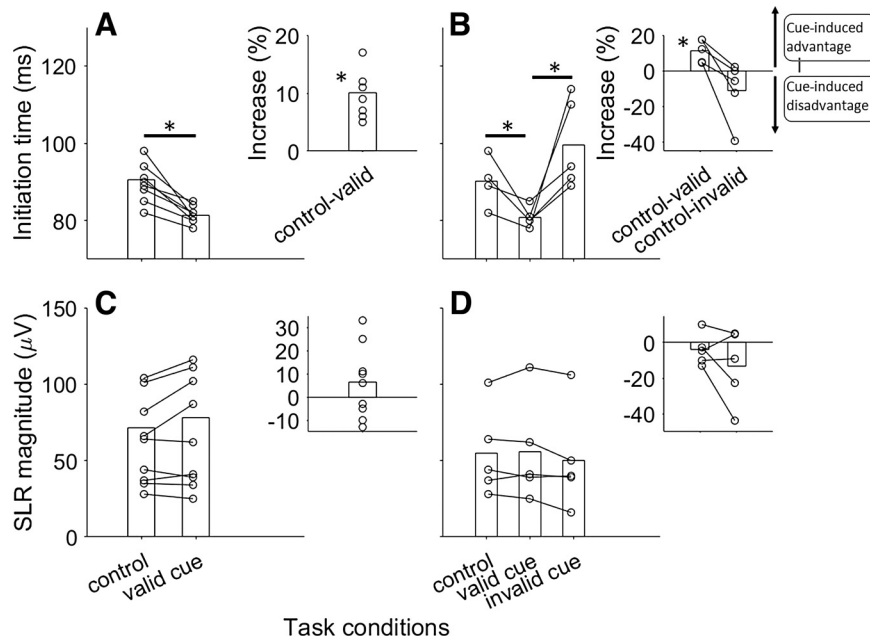 A
Initiation time (ms)
120
100
80
*
Increase (%)
20
10
0
*
control-valid
B
*
*
Increase (%)
20
0
-20
-40
*
control-valid
control-invalid
Cue-induced
advantage
Cue-induced
disadvantage
C
SLR magnitude (μV)
150
100
50
0
30
20
10
0
-10
control
valid cue
D
0
-20
-40
control
valid cue
invalid cue
Task conditions